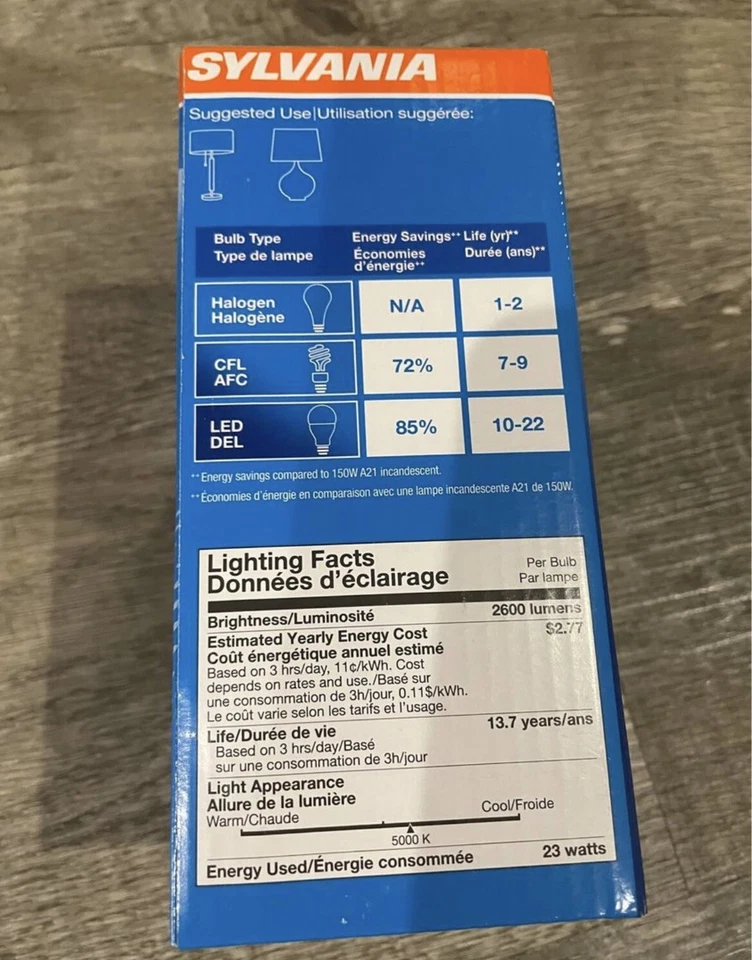 SYLVANIA
Suggested Use|Utilisation suggérée:
Bulb Type Energy Savings⁺⁺ Life (yr)**
Type de lampe Économies Durée (ans)**
d'énergie⁺⁺
Halogen
Halogène N/A 1-2
CFL
AFC 72% 7-9
LED
DEL 85% 10-22
⁺⁺Energy savings compared to 150W A21 incandescent.
⁺⁺Économies d'énergie en comparaison avec une lampe incandescente A21 de 150W.
Lighting Facts Per Bulb
Données d'éclairage Par lampe
Brightness/Luminosité 2600 lumens
Estimated Yearly Energy Cost $2.77
Coût énergétique annuel estimé
Based on 3 hrs/day, 11¢/kWh. Cost
depends on rates and use./Basé sur
une consommation de 3h/jour, 0.11$/kWh.
Le coût varie selon les tarifs et l'usage.
Life/Durée de vie 13.7 years/ans
Based on 3 hrs/day/Basé
sur une consommation de 3h/jour
Light Appearance
Allure de la lumière
Warm/Chaude Cool/Froide
5000 K
Energy Used/Énergie consommée 23 watts